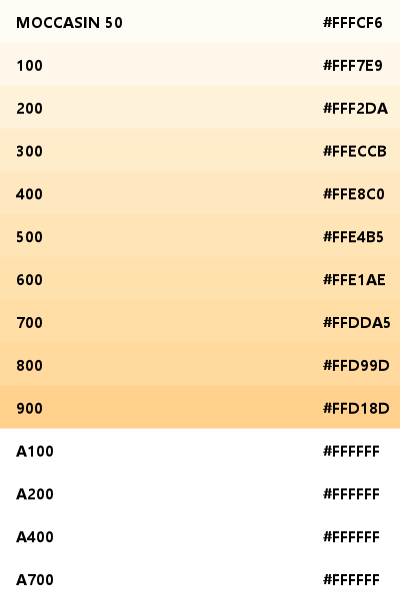 MOCCASIN 50 #FFFCF6
100 #FFF7E9
200 #FFF2DA
300 #FFECCB
400 #FFE8C0
500 #FFE4B5
600 #FFE1AE
700 #FFDDA5
800 #FFD99D
900 #FFD18D
A100 #FFFFFF
A200 #FFFFFF
A400 #FFFFFF
A700 #FFFFFF